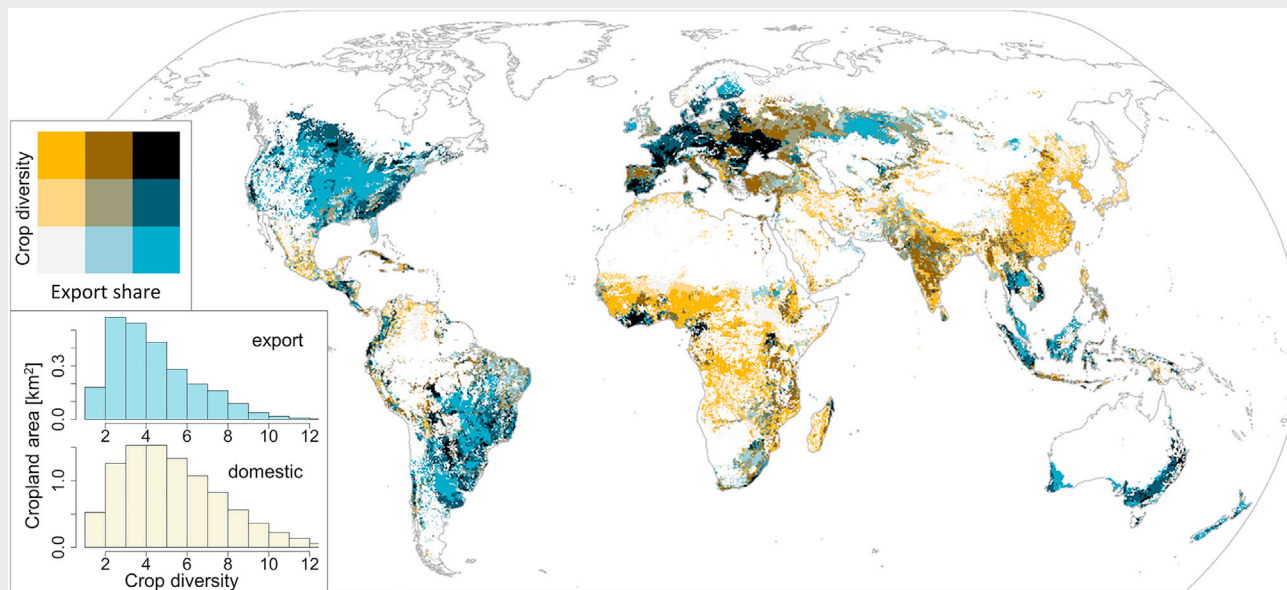 Crop diversity
Export share
export
Cropland area [km²]
0.3
0.0
2 4 6 8 10 12
domestic
1.0
0.0
2 4 6 8 10 12
Crop diversity